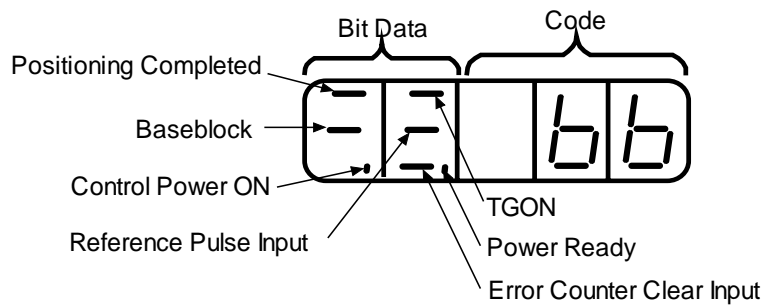 Bit Data
Code
Positioning Completed
Baseblock
bb
Control Power ON
TGON
Reference Pulse Input
Power Ready
Error Counter Clear Input